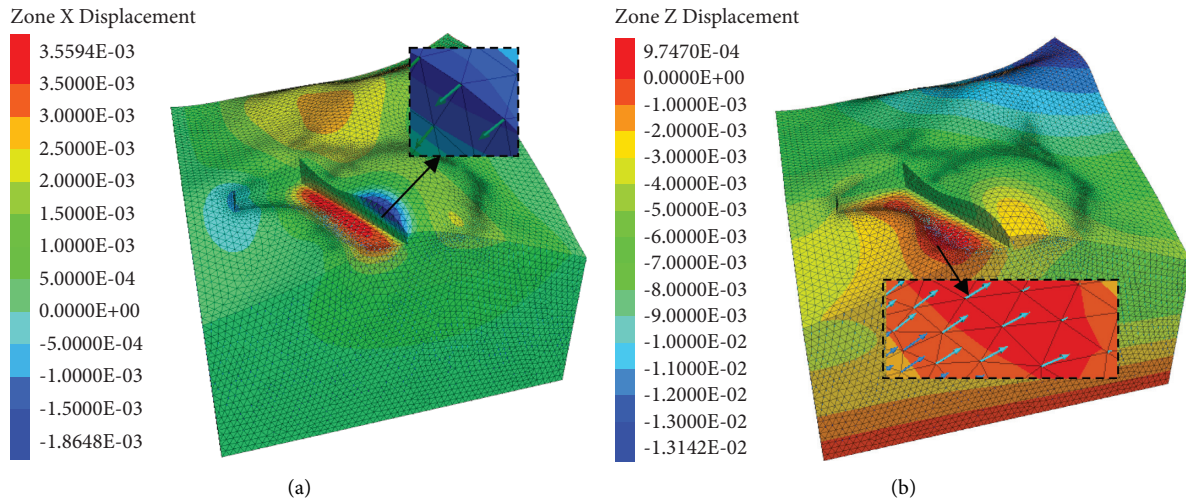 Zone X Displacement
3.5594E-03
3.5000E-03
3.0000E-03
2.5000E-03
2.0000E-03
1.5000E-03
1.0000E-03
5.0000E-04
0.0000E+00
-5.0000E-04
-1.0000E-03
-1.5000E-03
-1.8648E-03
(a)
Zone Z Displacement
9.7470E-04
0.0000E+00
-1.0000E-03
-2.0000E-03
-3.0000E-03
-4.0000E-03
-5.0000E-03
-6.0000E-03
-7.0000E-03
-8.0000E-03
-9.0000E-03
-1.0000E-02
-1.1000E-02
-1.2000E-02
-1.3000E-02
-1.3142E-02
(b)